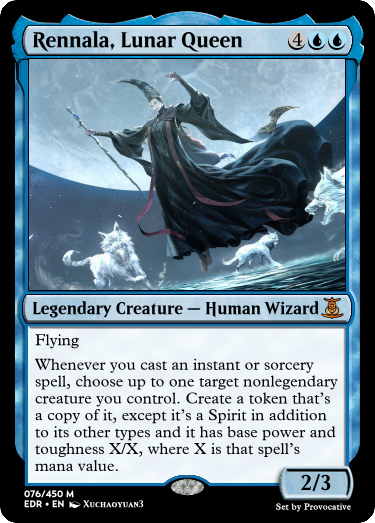 Rennala, Lunar Queen 4
Legendary Creature — Human Wizard
Flying
Whenever you cast an instant or sorcery
spell, choose up to one target nonlegendary
creature you control. Create a token that's
a copy of it, except it's a Spirit in addition
to its other types and it has base power and
toughness X/X, where X is that spell's
mana value.
2/3
076/450 M
EDR • EN Xuchaoyuan3
Set by Provocative